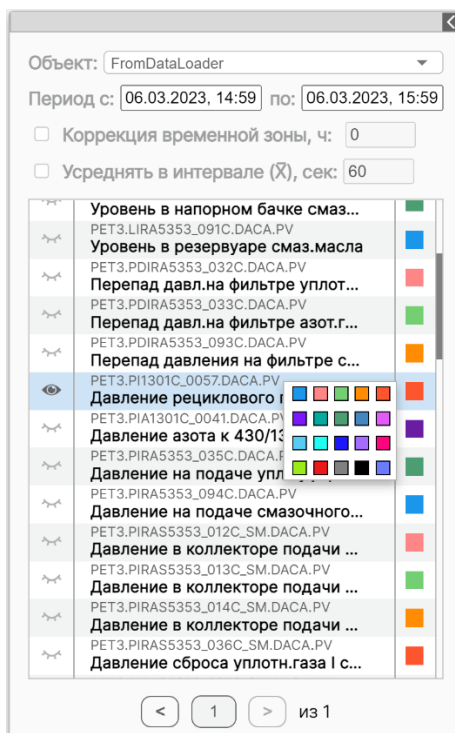 Объект: FromDataLoader
Период с: 06.03.2023, 14:59 по: 06.03.2023, 15:59
Коррекция временной зоны, ч: 0
Усреднять в интервале (X̅), сек: 60
Уровень в напорном бачке смаз...
PET3.LIRA5353_091C.DACA.PV
Уровень в резервуаре смаз.масла
PET3.PDIRA5353_032C.DACA.PV
Перепад давл.на фильтре уплот...
PET3.PDIRA5353_033C.DACA.PV
Перепад давл.на фильтре азот.г...
PET3.PDIRA5353_093C.DACA.PV
Перепад давления на фильтре с...
PET3.PI1301C_0057.DACA.PV
Давление рециклового
PET3.PIA1301C_0041.DACA.PV
Давление азота к 430/13
PET3.PIRA5353_035C.DACA.PV
Давление на подаче
PET3.PIRA5353_094C.DACA.PV
Давление на подаче смазочного...
PET3.PIRAS5353_012C_SM.DACA.PV
Давление в коллекторе подачи ...
PET3.PIRAS5353_013C_SM.DACA.PV
Давление в коллекторе подачи ...
PET3.PIRAS5353_014C_SM.DACA.PV
Давление в коллекторе подачи ...
PET3.PIRAS5353_036C_SM.DACA.PV
Давление сброса уплотн.газа I с...
< 1 > из 1